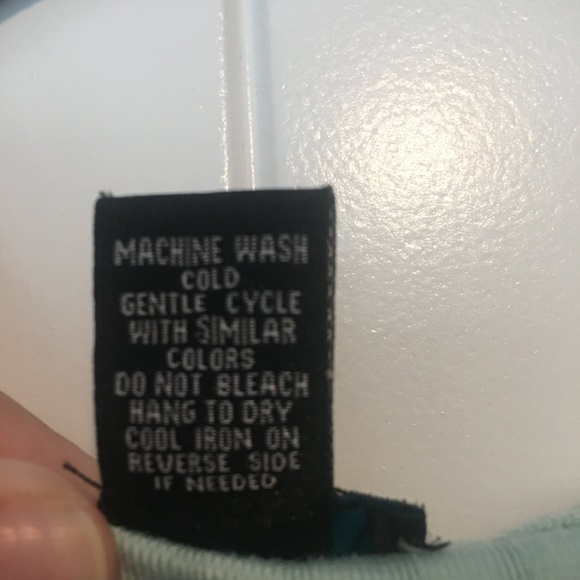 MACHINE WASH
COLD
GENTLE CYCLE
WITH SIMILAR
COLORS
DO NOT BLEACH
HANG TO DRY
COOL IRON ON
REVERSE SIDE
IF NEEDED